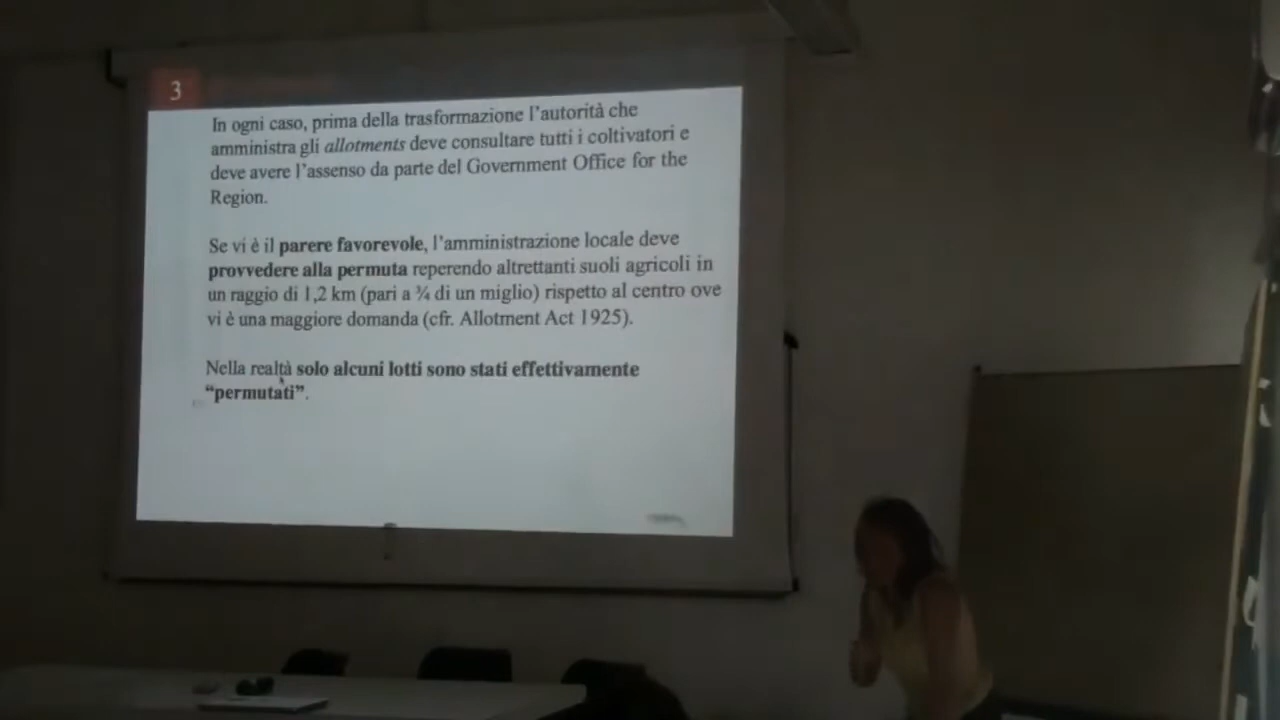 3
In ogni caso, prima della trasformazione l'autorità che
amministra gli allotments deve consultare tutti i coltivatori e
deve avere l'assenso da parte del Government Office for the
Region.
Se vi è il parere favorevole, l'amministrazione locale deve
provvedere alla permuta reperendo altrettanti suoli agricoli in
un raggio di 1,2 km (pari a ¾ di un miglio) rispetto al centro ove
vi è una maggiore domanda (cfr. Allotment Act 1925).
Nella realtà solo alcuni lotti sono stati effettivamente
“permutati”.